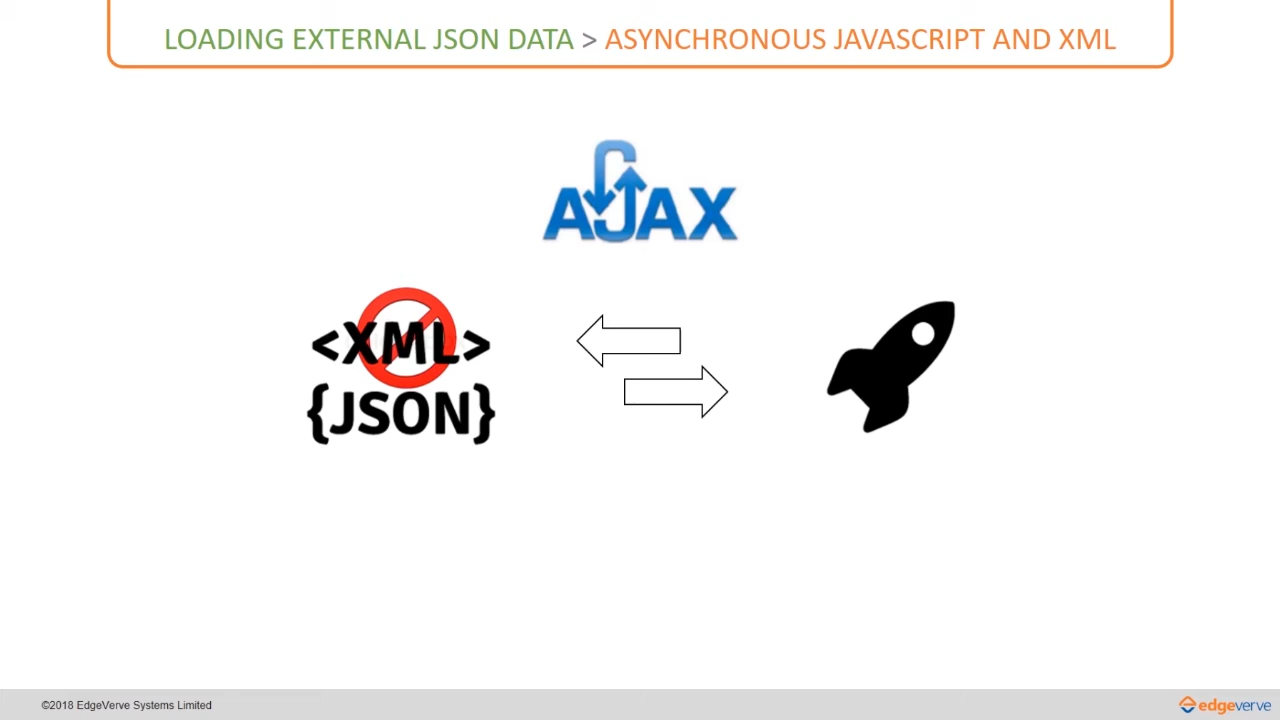 LOADING EXTERNAL JSON DATA > ASYNCHRONOUS JAVASCRIPT AND XML
AJAX
<XML>
{JSON}
©2018 EdgeVerve Systems Limited
edgeverve